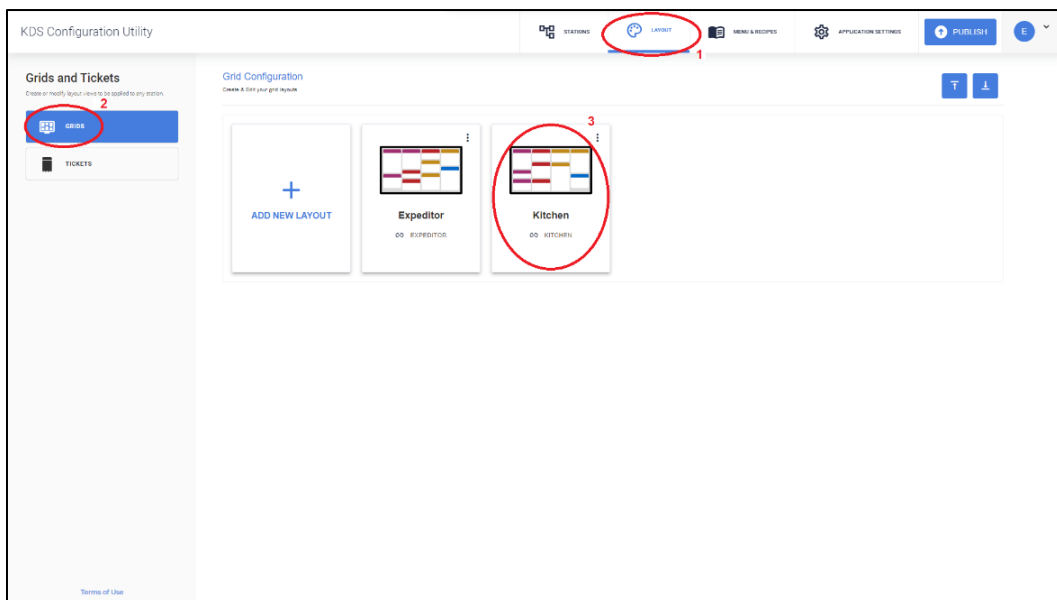 KDS Configuration Utility
STATIONS
LAYOUT
MENU & RECIPES
APPLICATION SETTINGS
PUBLISH
E
1
Grids and Tickets
Create or modify layout views to be applied to any station.
2
GRIDS
TICKETS
Grid Configuration
Create & Edit your grid layouts
3
ADD NEW LAYOUT
Expeditor
EXPEDITOR
Kitchen
KITCHEN
Terms of Use